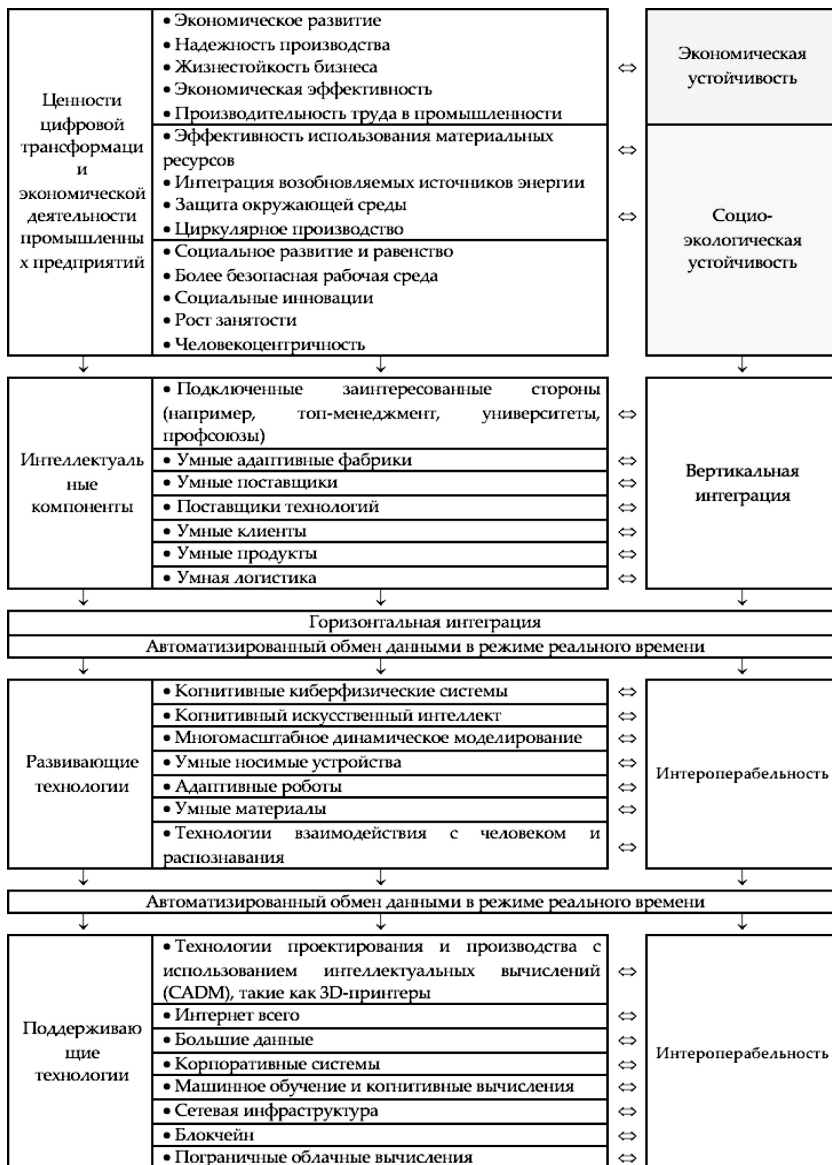 Ценности
цифровой
трансформаци
и
экономической
деятельности
промышленны
х предприятий
• Экономическое развитие
• Надежность производства
• Жизнестойкость бизнеса
• Экономическая эффективность
• Производительность труда в промышленности
⇔
Экономическая
устойчивость
• Эффективность использования материальных
ресурсов
• Интеграция возобновляемых источников энергии
• Защита окружающей среды
• Циркулярное производство
⇔
⇔
Социо-
экологическая
устойчивость
• Социальное развитие и равенство
• Более безопасная рабочая среда
• Социальные инновации
• Рост занятости
• Человекоцентричность
↓ ↓ ↓
Интеллектуаль
ные
компоненты
• Подключенные заинтересованные стороны
(например, топ-менеджмент, университеты,
профсоюзы)
⇔
• Умные адаптивные фабрики ⇔
• Умные поставщики ⇔
• Поставщики технологий ⇔
• Умные клиенты ⇔
• Умные продукты ⇔
• Умная логистика ⇔
Вертикальная
интеграция
↓ ↓ ↓
Горизонтальная интеграция
Автоматизированный обмен данными в режиме реального времени
↓ ↓ ↓
Развивающие
технологии
• Когнитивные киберфизические системы ⇔
• Когнитивный искусственный интеллект ⇔
• Многомасштабное динамическое моделирование ⇔
• Умные носимые устройства ⇔
• Адаптивные роботы ⇔
• Умные материалы ⇔
• Технологии взаимодействия с человеком и
распознавания
⇔
Интероперабельность
↓ ↓ ↓
Автоматизированный обмен данными в режиме реального времени
↓ ↓ ↓
Поддерживаю
щие
технологии
• Технологии проектирования и производства с
использованием интеллектуальных вычислений
(CADM), такие как 3D-принтеры
⇔
• Интернет всего ⇔
• Большие данные ⇔
• Корпоративные системы ⇔
• Машинное обучение и когнитивные вычисления ⇔
• Сетевая инфраструктура ⇔
• Блокчейн ⇔
• Пограничные облачные вычисления ⇔
Интероперабельность